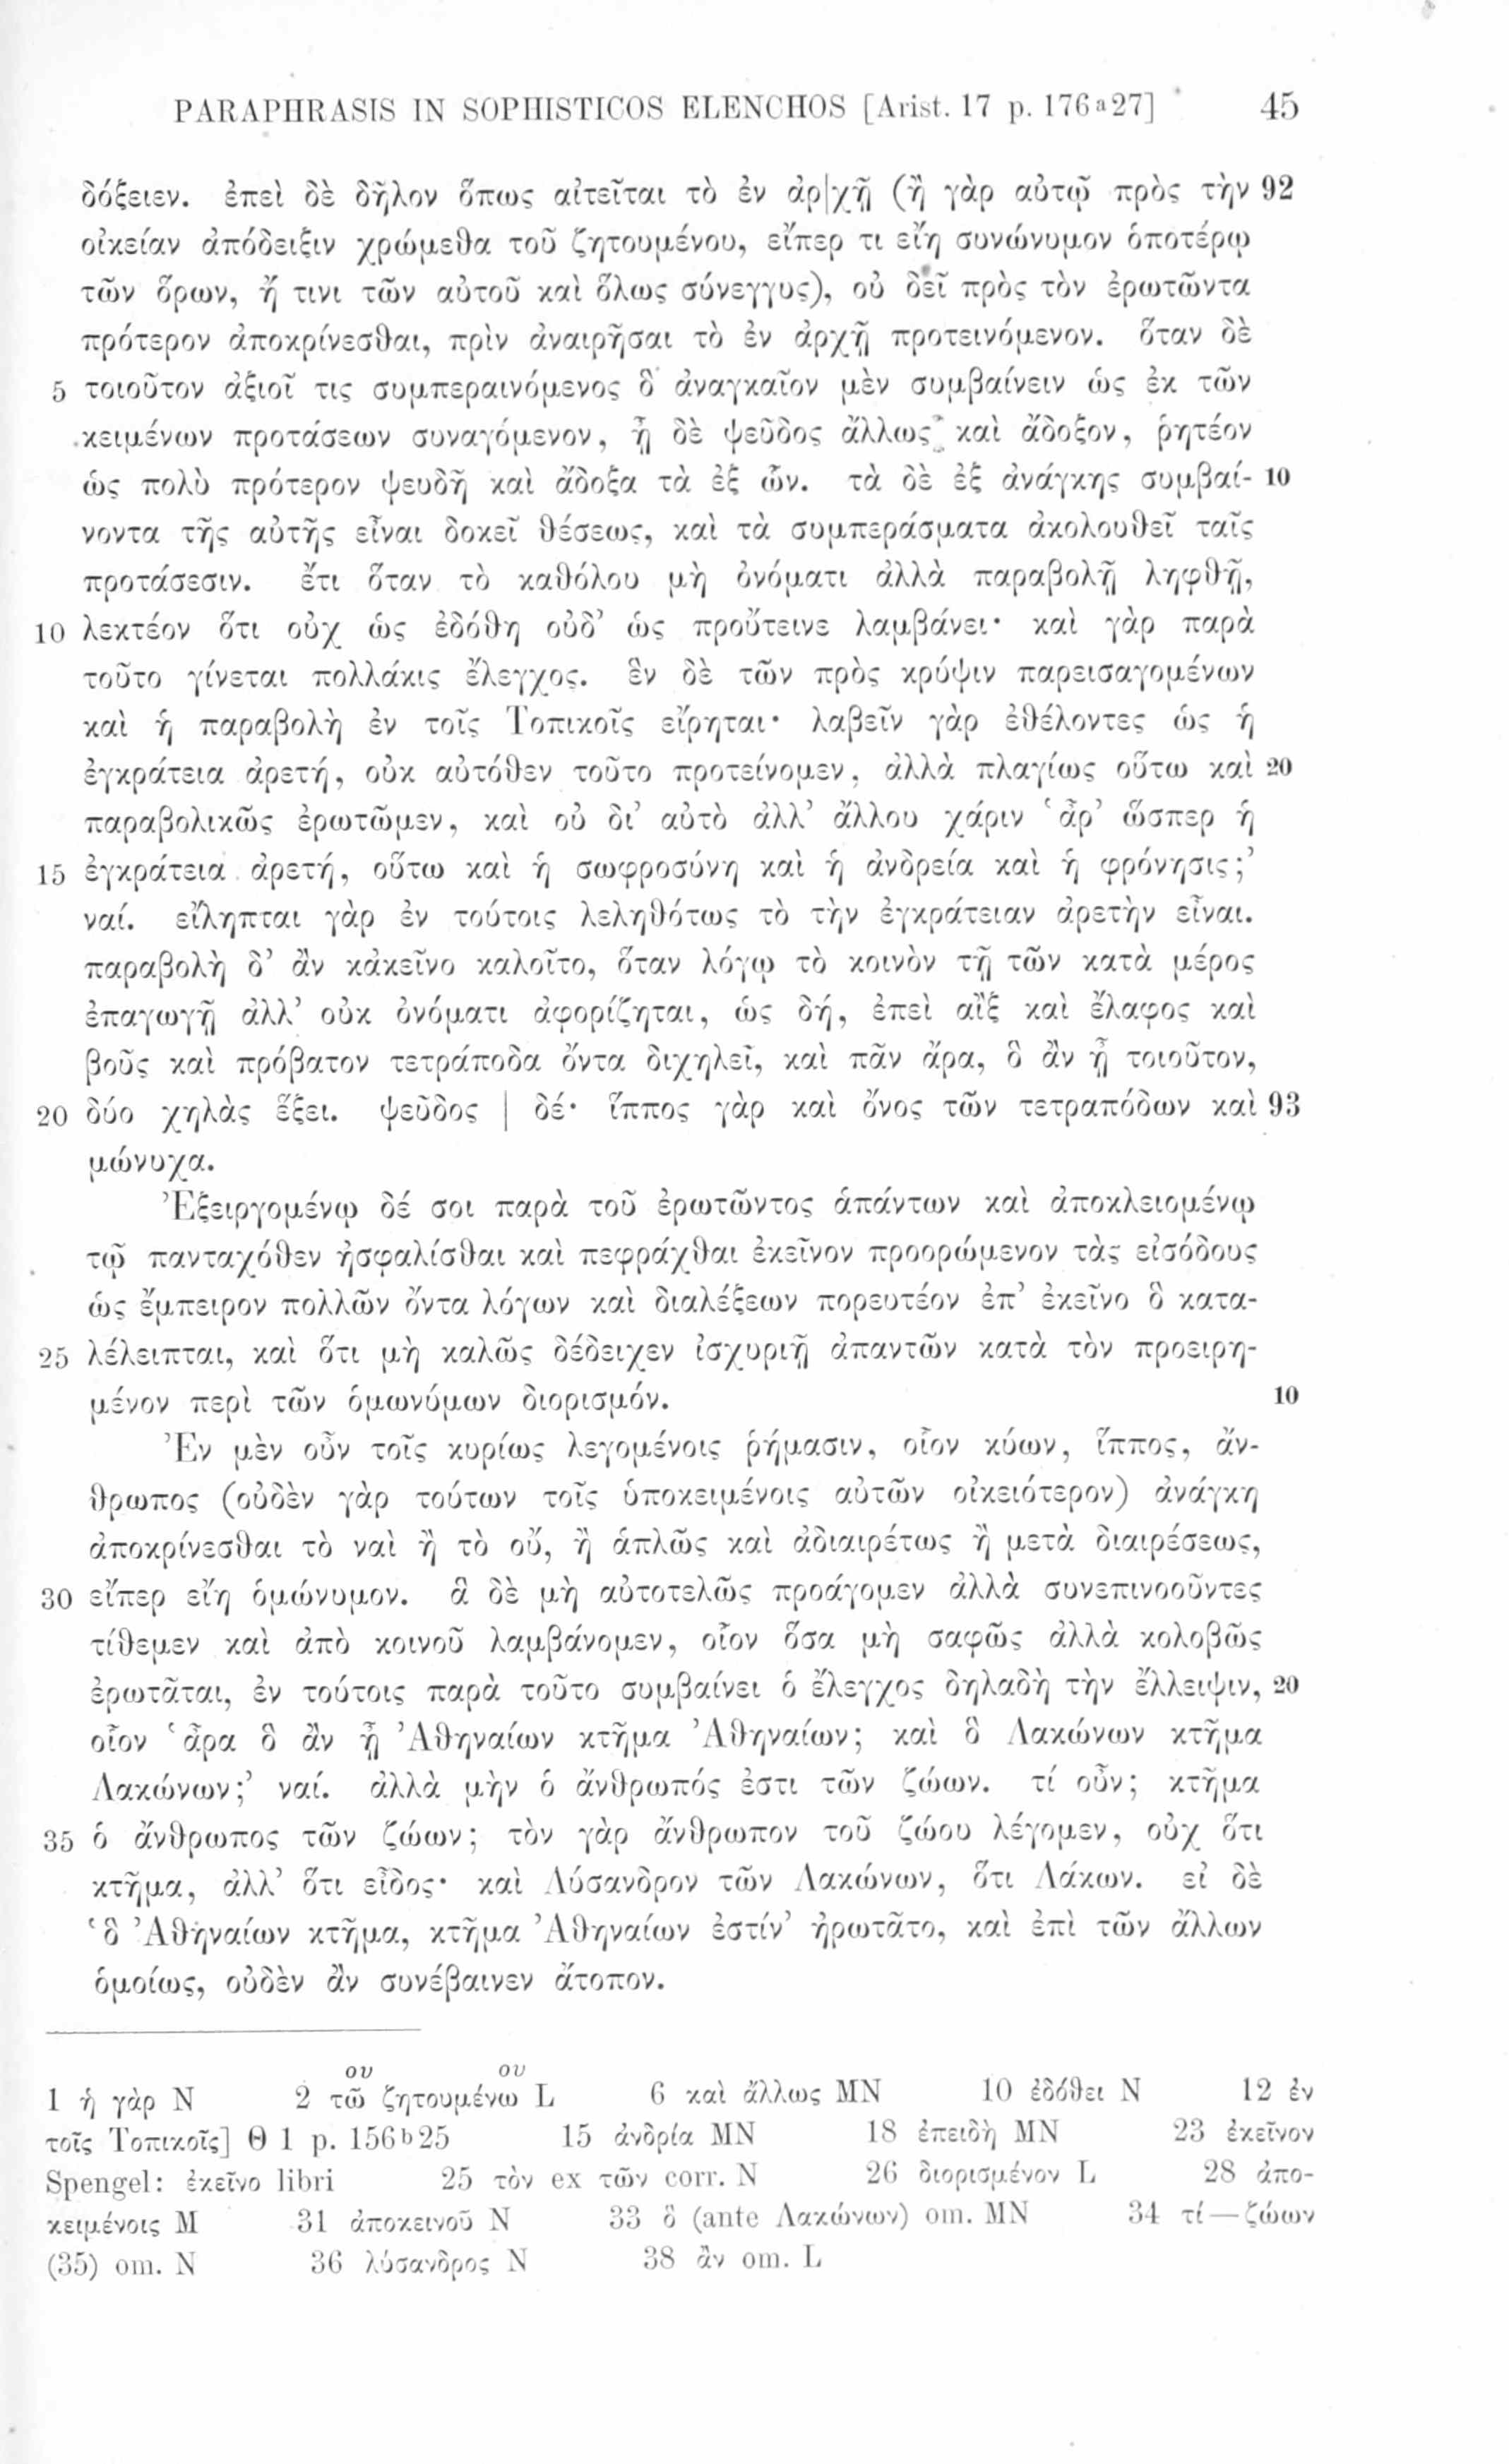 PARAPHRASIS IN SOPHISTICOS ELENCHOS [Arist. 17 p. 176ᵃ27] 45
δόξειεν. ἐπεὶ δὲ δῆλον ὅπως αἰτεῖται τὸ ἐν ἀρ|χῇ (ἢ γὰρ αὐτῷ πρὸς τὴν 92
οἰκείαν ἀπόδειξιν χρώμεθα τοῦ ζητουμένου, εἴπερ τι εἴη συνώνυμον ὁποτέρῳ
τῶν ὅρων, ἤ τινι τῶν αὐτοῦ καὶ ὅλως σύνεγγυς), οὐ δεῖ πρὸς τὸν ἐρωτῶντα
πρότερον ἀποκρίνεσθαι, πρὶν ἀναιρῆσαι τὸ ἐν ἀρχῇ προτεινόμενον. ὅταν δὲ
5 τοιοῦτον ἀξιοῖ τις συμπεραινόμενος ὃ ἀναγκαῖον μὲν συμβαίνειν ὡς ἐκ τῶν
κειμένων προτάσεων συναγόμενον, ᾖ δὲ ψεῦδος ἄλλως καὶ ἄδοξον, ῥητέον
ὡς πολὺ πρότερον ψευδῆ καὶ ἄδοξα τὰ ἐξ ὧν. τὰ δὲ ἐξ ἀνάγκης συμβαί- 10
νοντα τῆς αὐτῆς εἶναι δοκεῖ θέσεως, καὶ τὰ συμπεράσματα ἀκολουθεῖ ταῖς
προτάσεσιν. ἔτι ὅταν τὸ καθόλου μὴ ὀνόματι ἀλλὰ παραβολῇ ληφθῇ,
10 λεκτέον ὅτι οὐχ ὡς ἐδόθη οὐδ’ ὡς προὔτεινε λαμβάνει· καὶ γὰρ παρὰ
τοῦτο γίνεται πολλάκις ἔλεγχος. ἓν δὲ τῶν πρὸς κρύψιν παρεισαγομένων
καὶ ἡ παραβολὴ ἐν τοῖς Τοπικοῖς εἴρηται· λαβεῖν γὰρ ἐθέλοντες ὡς ἡ
ἐγκράτεια ἀρετή, οὐκ αὐτόθεν τοῦτο προτείνομεν, ἀλλὰ πλαγίως οὕτω καὶ 20
παραβολικῶς ἐρωτῶμεν, καὶ οὐ δι’ αὐτὸ ἀλλ’ ἄλλου χάριν ‘ἆρ’ ὥσπερ ἡ
15 ἐγκράτεια ἀρετή, οὕτω καὶ ἡ σωφροσύνη καὶ ἡ ἀνδρεία καὶ ἡ φρόνησις;’
ναί. εἴληπται γὰρ ἐν τούτοις λεληθότως τὸ τὴν ἐγκράτειαν ἀρετὴν εἶναι.
παραβολὴ δ’ ἂν κἀκεῖνο καλοῖτο, ὅταν λόγῳ τὸ κοινὸν τῇ τῶν κατὰ μέρος
ἐπαγωγῇ ἀλλ’ οὐκ ὀνόματι ἀφορίζηται, ὡς δή, ἐπεὶ αἲξ καὶ ἔλαφος καὶ
βοῦς καὶ πρόβατον τετράποδα ὄντα διχηλεῖ, καὶ πᾶν ἄρα, ὃ ἂν ᾖ τοιοῦτον,
20 δύο χηλὰς ἕξει. ψεῦδος | δέ· ἵππος γὰρ καὶ ὄνος τῶν τετραπόδων καὶ 93
μώνυχα.
Ἐξειργομένῳ δέ σοι παρὰ τοῦ ἐρωτῶντος ἁπάντων καὶ ἀποκλειομένῳ
τῷ πανταχόθεν ἠσφαλίσθαι καὶ πεφράχθαι ἐκεῖνον προορώμενον τὰς εἰσόδους
ὡς ἔμπειρον πολλῶν ὄντα λόγων καὶ διαλέξεων πορευτέον ἐπ’ ἐκεῖνο ὃ κατα-
25 λέλειπται, καὶ ὅτι μὴ καλῶς δέδειχεν ἰσχυριῇ ἀπαντῶν κατὰ τὸν προειρη-
μένον περὶ τῶν ὁμωνύμων διορισμόν. 10
Ἐν μὲν οὖν τοῖς κυρίως λεγομένοις ῥήμασιν, οἷον κύων, ἵππος, ἄν-
θρωπος (οὐδὲν γὰρ τούτων τοῖς ὑποκειμένοις αὐτῶν οἰκειότερον) ἀνάγκη
ἀποκρίνεσθαι τὸ ναὶ ἢ τὸ οὔ, ἢ ἁπλῶς καὶ ἀδιαιρέτως ἢ μετὰ διαιρέσεως,
30 εἴπερ εἴη ὁμώνυμον. ἃ δὲ μὴ αὐτοτελῶς προάγομεν ἀλλὰ συνεπινοοῦντες
τίθεμεν καὶ ἀπὸ κοινοῦ λαμβάνομεν, οἷον ὅσα μὴ σαφῶς ἀλλὰ κολοβῶς
ἐρωτᾶται, ἐν τούτοις παρὰ τοῦτο συμβαίνει ὁ ἔλεγχος δηλαδὴ τὴν ἔλλειψιν, 20
οἷον ‘ἆρα ὃ ἂν ᾖ Ἀθηναίων κτῆμα Ἀθηναίων; καὶ ὃ Λακώνων κτῆμα
Λακώνων;’ ναί. ἀλλὰ μὴν ὁ ἄνθρωπός ἐστι τῶν ζώων. τί οὖν; κτῆμα
35 ὁ ἄνθρωπος τῶν ζώων; τὸν γὰρ ἄνθρωπον τοῦ ζώου λέγομεν, οὐχ ὅτι
κτῆμα, ἀλλ’ ὅτι εἶδος· καὶ Λύσανδρον τῶν Λακώνων, ὅτι Λάκων. εἰ δὲ
‘ὃ Ἀθηναίων κτῆμα, κτῆμα Ἀθηναίων ἐστίν’ ἠρωτᾶτο, καὶ ἐπὶ τῶν ἄλλων
ὁμοίως, οὐδὲν ἂν συνέβαινεν ἄτοπον.
ου ου
1 ἡ γὰρ N 2 τῶ ζητουμένω L 6 καὶ ἄλλως MN 10 ἐδόθει N 12 ἐν
τοῖς Τοπικοῖς] Θ 1 p. 156ᵇ25 15 ἀνδρία MN 18 ἐπειδὴ MN 23 ἐκεῖνον
Spengel: ἐκεῖνο libri 25 τὸν ex τῶν corr. N 26 διορισμένον L 28 ἀπο-
κειμένοις M 31 ἀποκεινοῦ N 33 ὃ (ante Λακώνων) om. MN 34 τί — ζώων
(35) om. N 36 λύσανδρος N 38 ἂν om. L